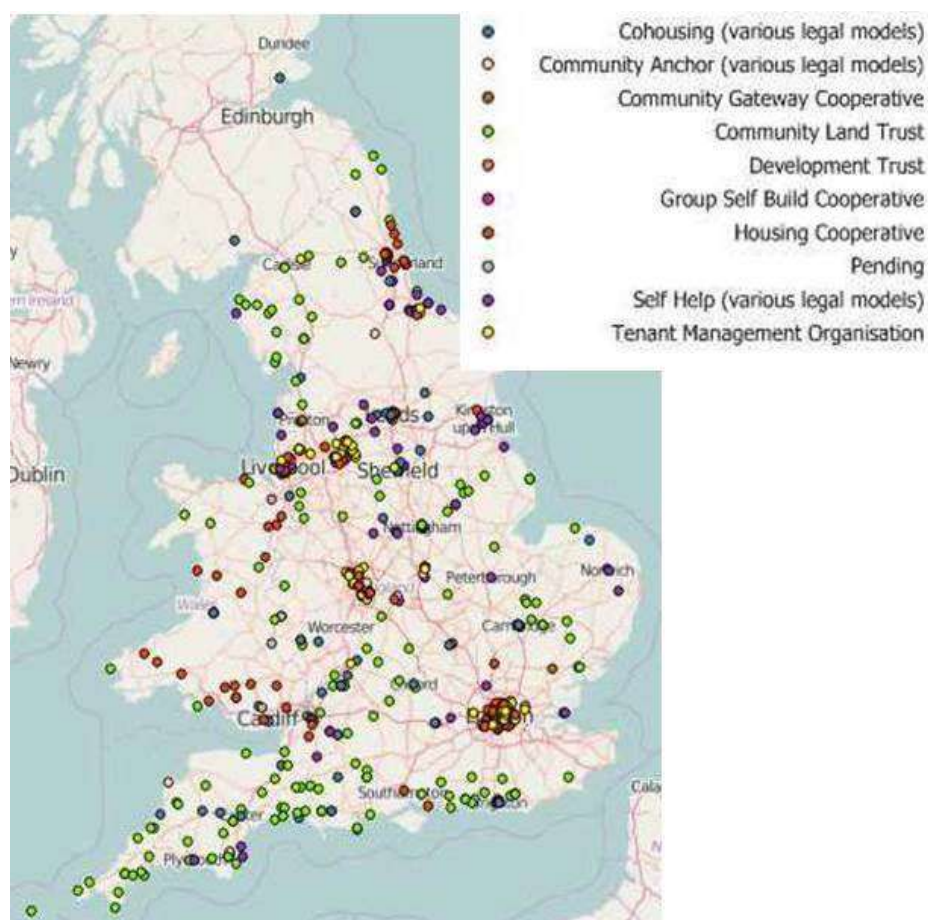 Cohousing (various legal models)
Community Anchor (various legal models)
Community Gateway Cooperative
Community Land Trust
Development Trust
Group Self Build Cooperative
Housing Cooperative
Pending
Self Help (various legal models)
Tenant Management Organisation
Dundee
Edinburgh
Newry
Kingston
upon Hull
Dublin
Liverpool
Sheffield
Nottingham
Peterborough
Norwich
Wales
Worcester
Cambridge
Cardiff
Southampton